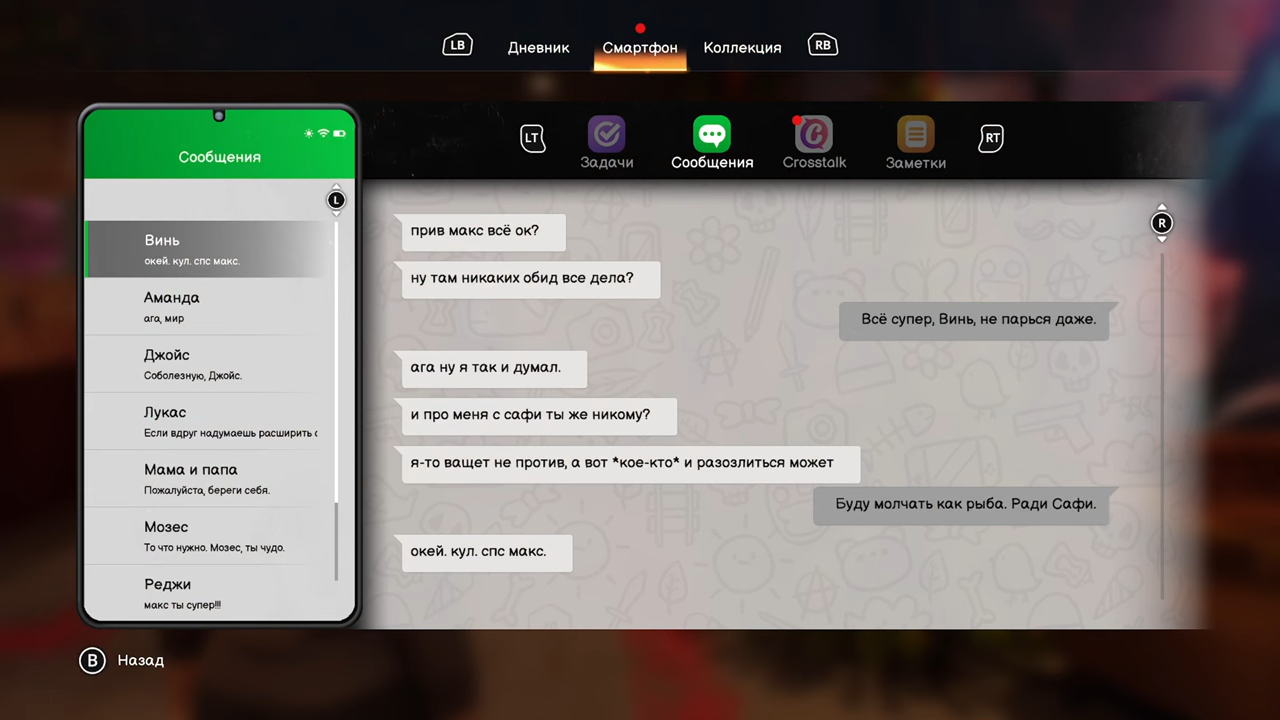 LB
Дневник
Смартфон
Коллекция
RB
Сообщения
LT
Задачи
Сообщения
Crosstalk
Заметки
RT
L
Винь
окей. кул. спс макс.
Аманда
ага, мир
Джойс
Соболезную, Джойс.
Лукас
Если вдруг надумаешь расширить
Мама и папа
Пожалуйста, береги себя.
Мозес
То что нужно. Мозес, ты чудо.
Реджи
макс ты супер!!!
R
прив макс всё ок?
ну там никаких обид все дела?
Всё супер, Винь, не парься даже.
ага ну я так и думал.
и про меня с сафи ты же никому?
я-то ващет не против, а вот *кое-кто* и разозлиться может
Буду молчать как рыба. Ради Сафи.
окей. кул. спс макс.
B
Назад